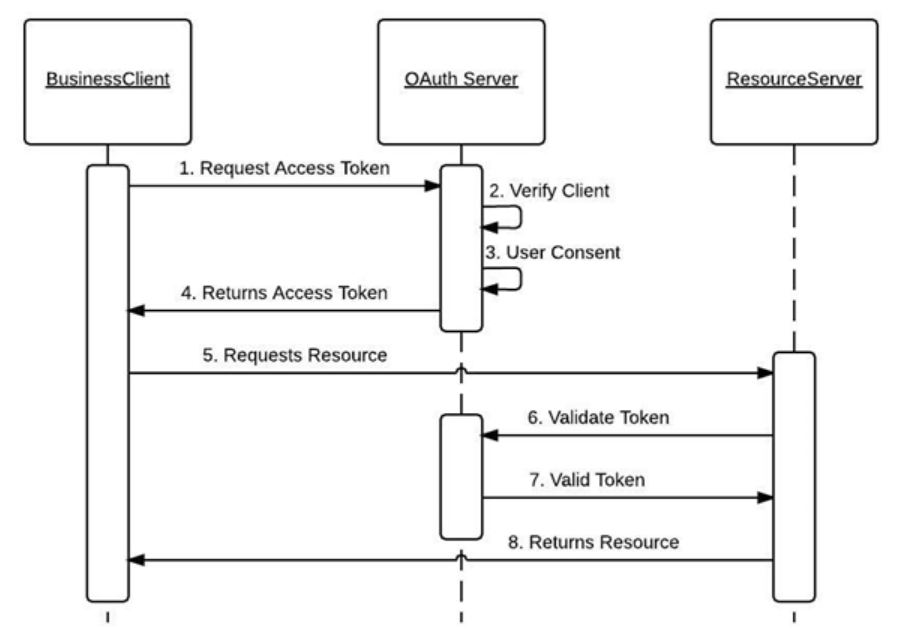 BusinessClient
OAuth Server
ResourceServer
1. Request Access Token
2. Verify Client
3. User Consent
4. Returns Access Token
5. Requests Resource
6. Validate Token
7. Valid Token
8. Returns Resource